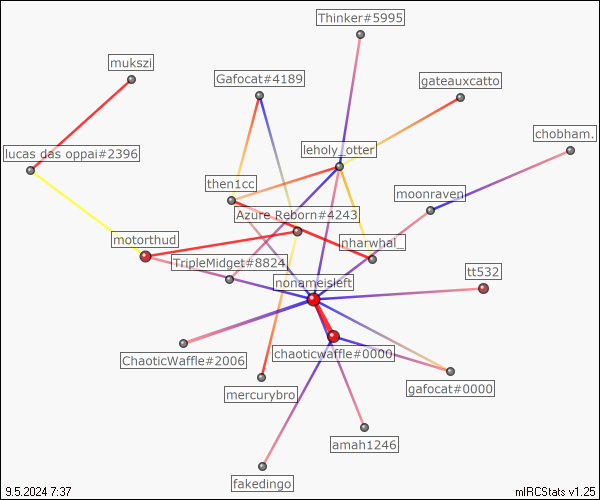 Thinker#5995
mukszi
Gafocat#4189
gateauxcatto
chobham.
lucas das oppai#2396
leholy_otter
then1cc
moonraven
Azure Reborn#4243
motorthud
nharwhal_
TripleMidget#8824
tt532
nonameisleft
ChaoticWaffle#2006
chaoticwaffle#0000
mercurybro
gafocat#0000
amah1246
fakedingo
9.5.2024 7:37
mIRCStats v1.25